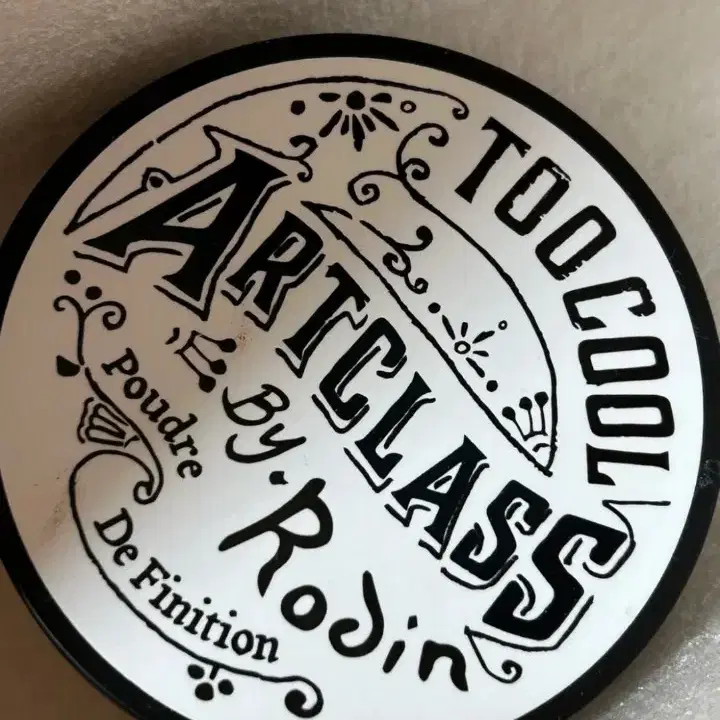 TOO COOL
ARTCLASS
By. Rodin
Poudre
De Finition